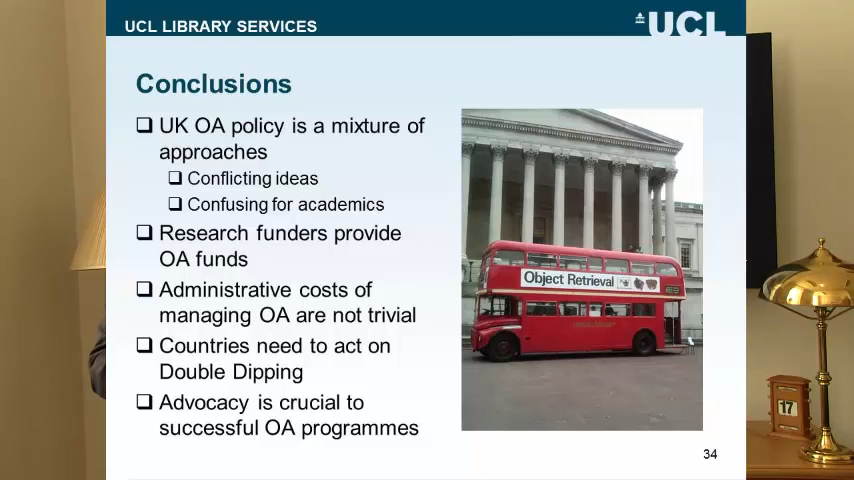 UCL LIBRARY SERVICES
UCL
Conclusions
UK OA policy is a mixture of
approaches
Conflicting ideas
Confusing for academics
Research funders provide
OA funds
Administrative costs of
managing OA are not trivial
Countries need to act on
Double Dipping
Advocacy is crucial to
successful OA programmes
Object Retrieval
17
34